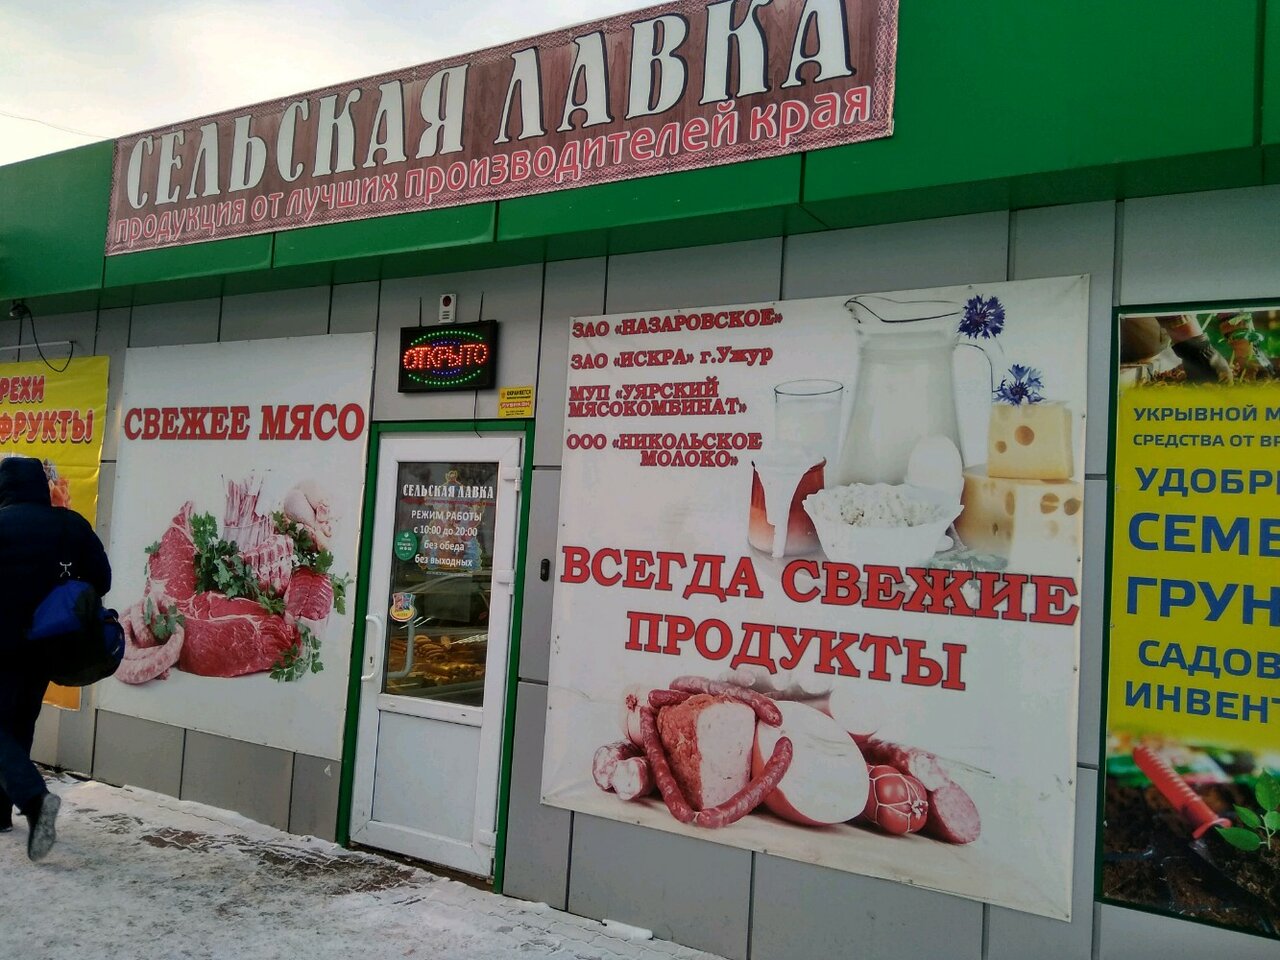 СЕЛЬСКАЯ ЛАВКА
продукция от лучших производителей края
ФРУКТЫ
СВЕЖЕЕ МЯСО
ОТКРЫТО
ОХРАНЯЕТСЯ
СЕЛЬСКАЯ ЛАВКА
РЕЖИМ РАБОТЫ
с 10:00 до 20:00
без обеда
без выходных
ЗАО «НАЗАРОВСКОЕ»
ЗАО «ИСКРА» г.Ужур
МУП «УЯРСКИЙ
МЯСОКОМБИНАТ»
ООО «НИКОЛЬСКОЕ
МОЛОКО»
ВСЕГДА СВЕЖИЕ
ПРОДУКТЫ
УКРЫВНОЙ М
СРЕДСТВА ОТ ВР
УДОБР
СЕМЕ
ГРУН
САДОВ
ИНВЕНТ